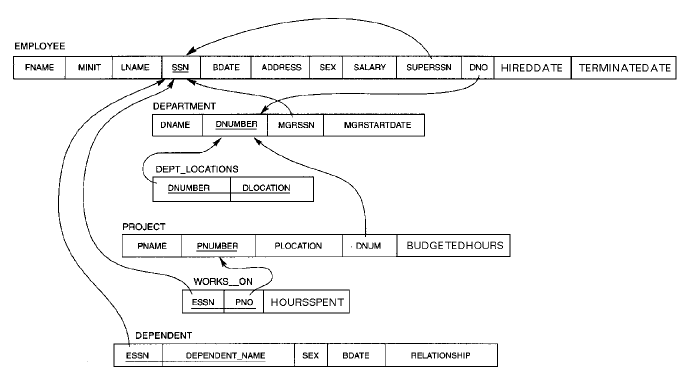 EMPLOYEE
FNAME MINIT LNAME SSN BDATE ADDRESS SEX SALARY SUPERSSN DNO HIREDDATE TERMINATEDATE
DEPARTMENT
DNAME DNUMBER MGRSSN MGRSTARTDATE
DEPT_LOCATIONS
DNUMBER DLOCATION
PROJECT
PNAME PNUMBER PLOCATION DNUM BUDGETEDHOURS
WORKS_ON
ESSN PNO HOURSSPENT
DEPENDENT
ESSN DEPENDENT_NAME SEX BDATE RELATIONSHIP